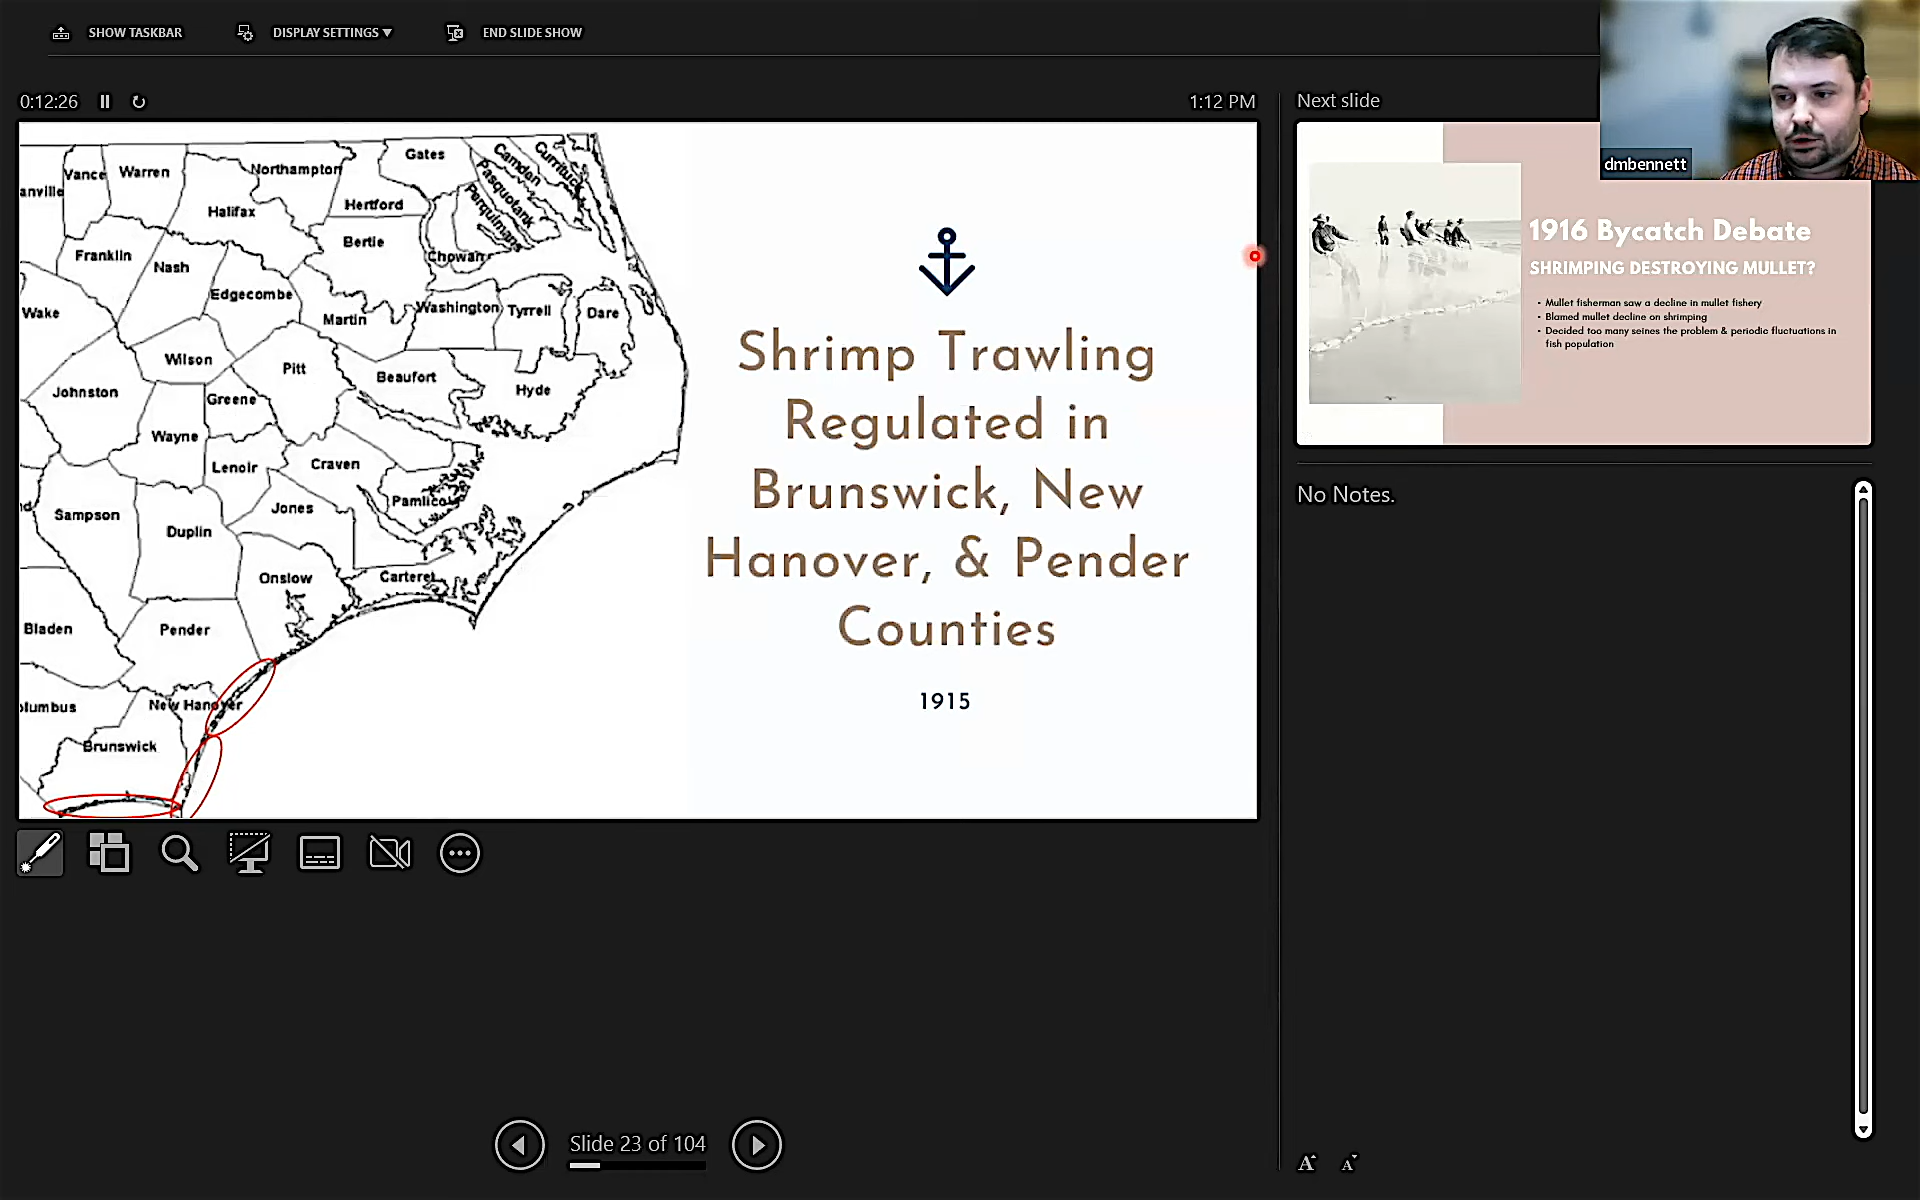 SHOW TASKBAR
DISPLAY SETTINGS
END SLIDE SHOW
0:12:26
1:12 PM
Next slide
dmbennett
Gates
Camden
Currituck
Pasquotank
Perquimans
Vance
Warren
Northampton
anville
Halifax
Hertford
Bertie
Chowan
Franklin
Nash
Edgecombe
Washington
Tyrrell
Dare
Wake
Martin
Wilson
Pitt
Beaufort
Hyde
Johnston
Greene
Wayne
Lenoir
Craven
Pamlico
Sampson
Jones
Duplin
Onslow
Carteret
Bladen
Pender
olumbus
New Hanover
Brunswick
Shrimp Trawling
Regulated in
Brunswick, New
Hanover, & Pender
Counties
1915
1916 Bycatch Debate
SHRIMPING DESTROYING MULLET?
• Mullet fisherman saw a decline in mullet fishery
• Blamed mullet decline on shrimping
• Decided too many seines the problem & periodic fluctuations in
fish population
No Notes.
Slide 23 of 104
A A